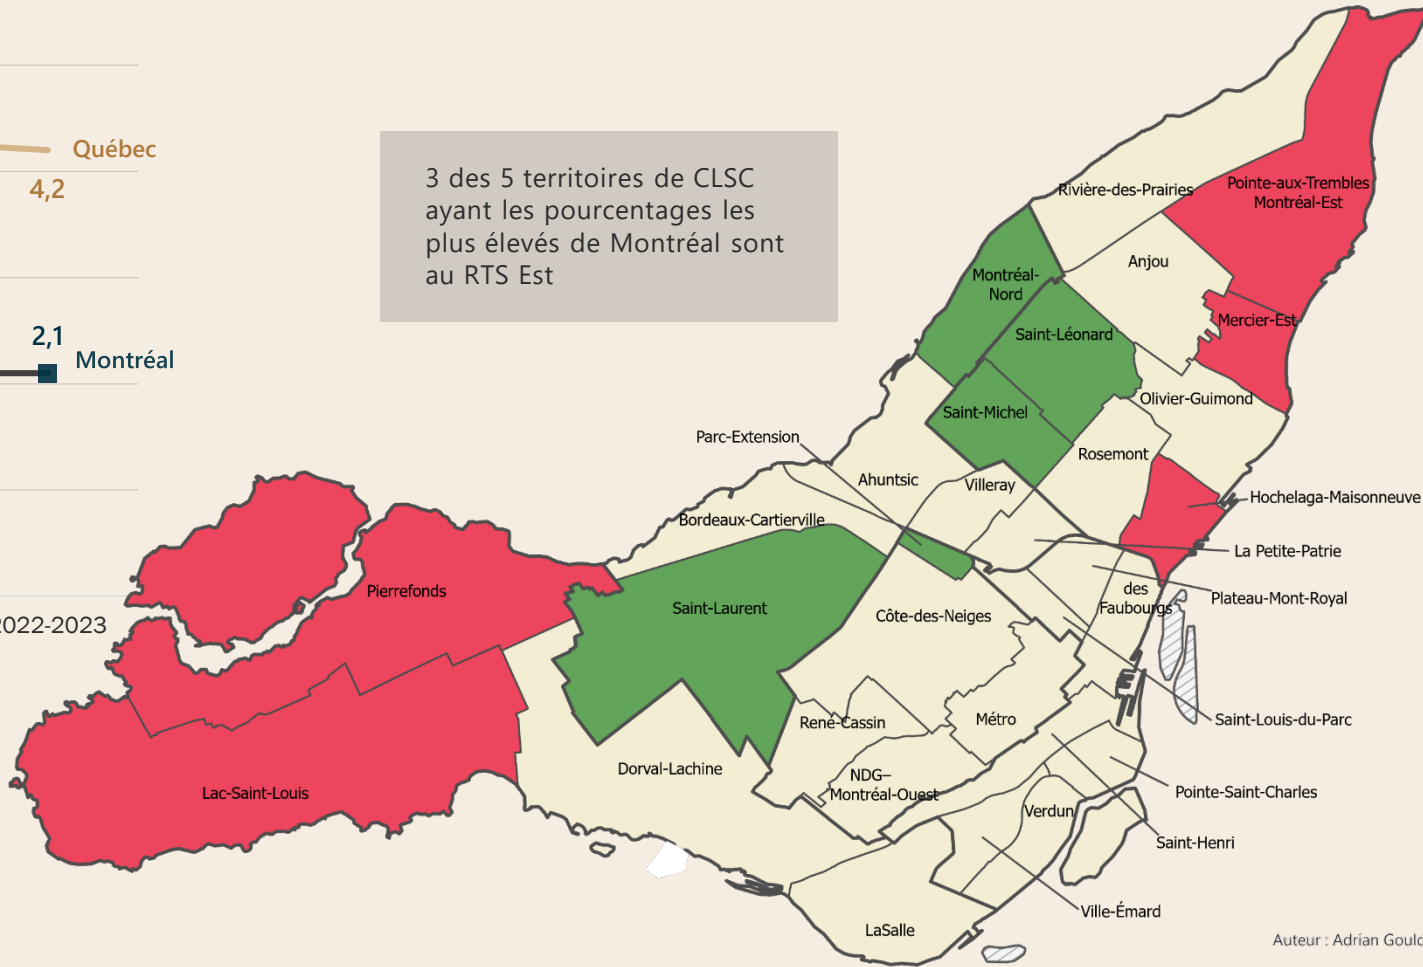 Québec
4,2
2,1
Montréal
2022-2023
3 des 5 territoires de CLSC
ayant les pourcentages les
plus élevés de Montréal sont
au RTS Est
Rivière-des-Prairies
Pointe-aux-Trembles
Montréal-Est
Anjou
Montréal-
Nord
Mercier-Est
Saint-Léonard
Olivier-Guimond
Saint-Michel
Parc-Extension
Rosemont
Ahuntsic
Villeray
Hochelaga-Maisonneuve
Bordeaux-Cartierville
La Petite-Patrie
Pierrefonds
des
Faubourgs
Plateau-Mont-Royal
Saint-Laurent
Côte-des-Neiges
Saint-Louis-du-Parc
René-Cassin
Métro
Dorval-Lachine
NDG–
Montréal-Ouest
Lac-Saint-Louis
Pointe-Saint-Charles
Verdun
Saint-Henri
Ville-Émard
LaSalle
Auteur : Adrian Gould